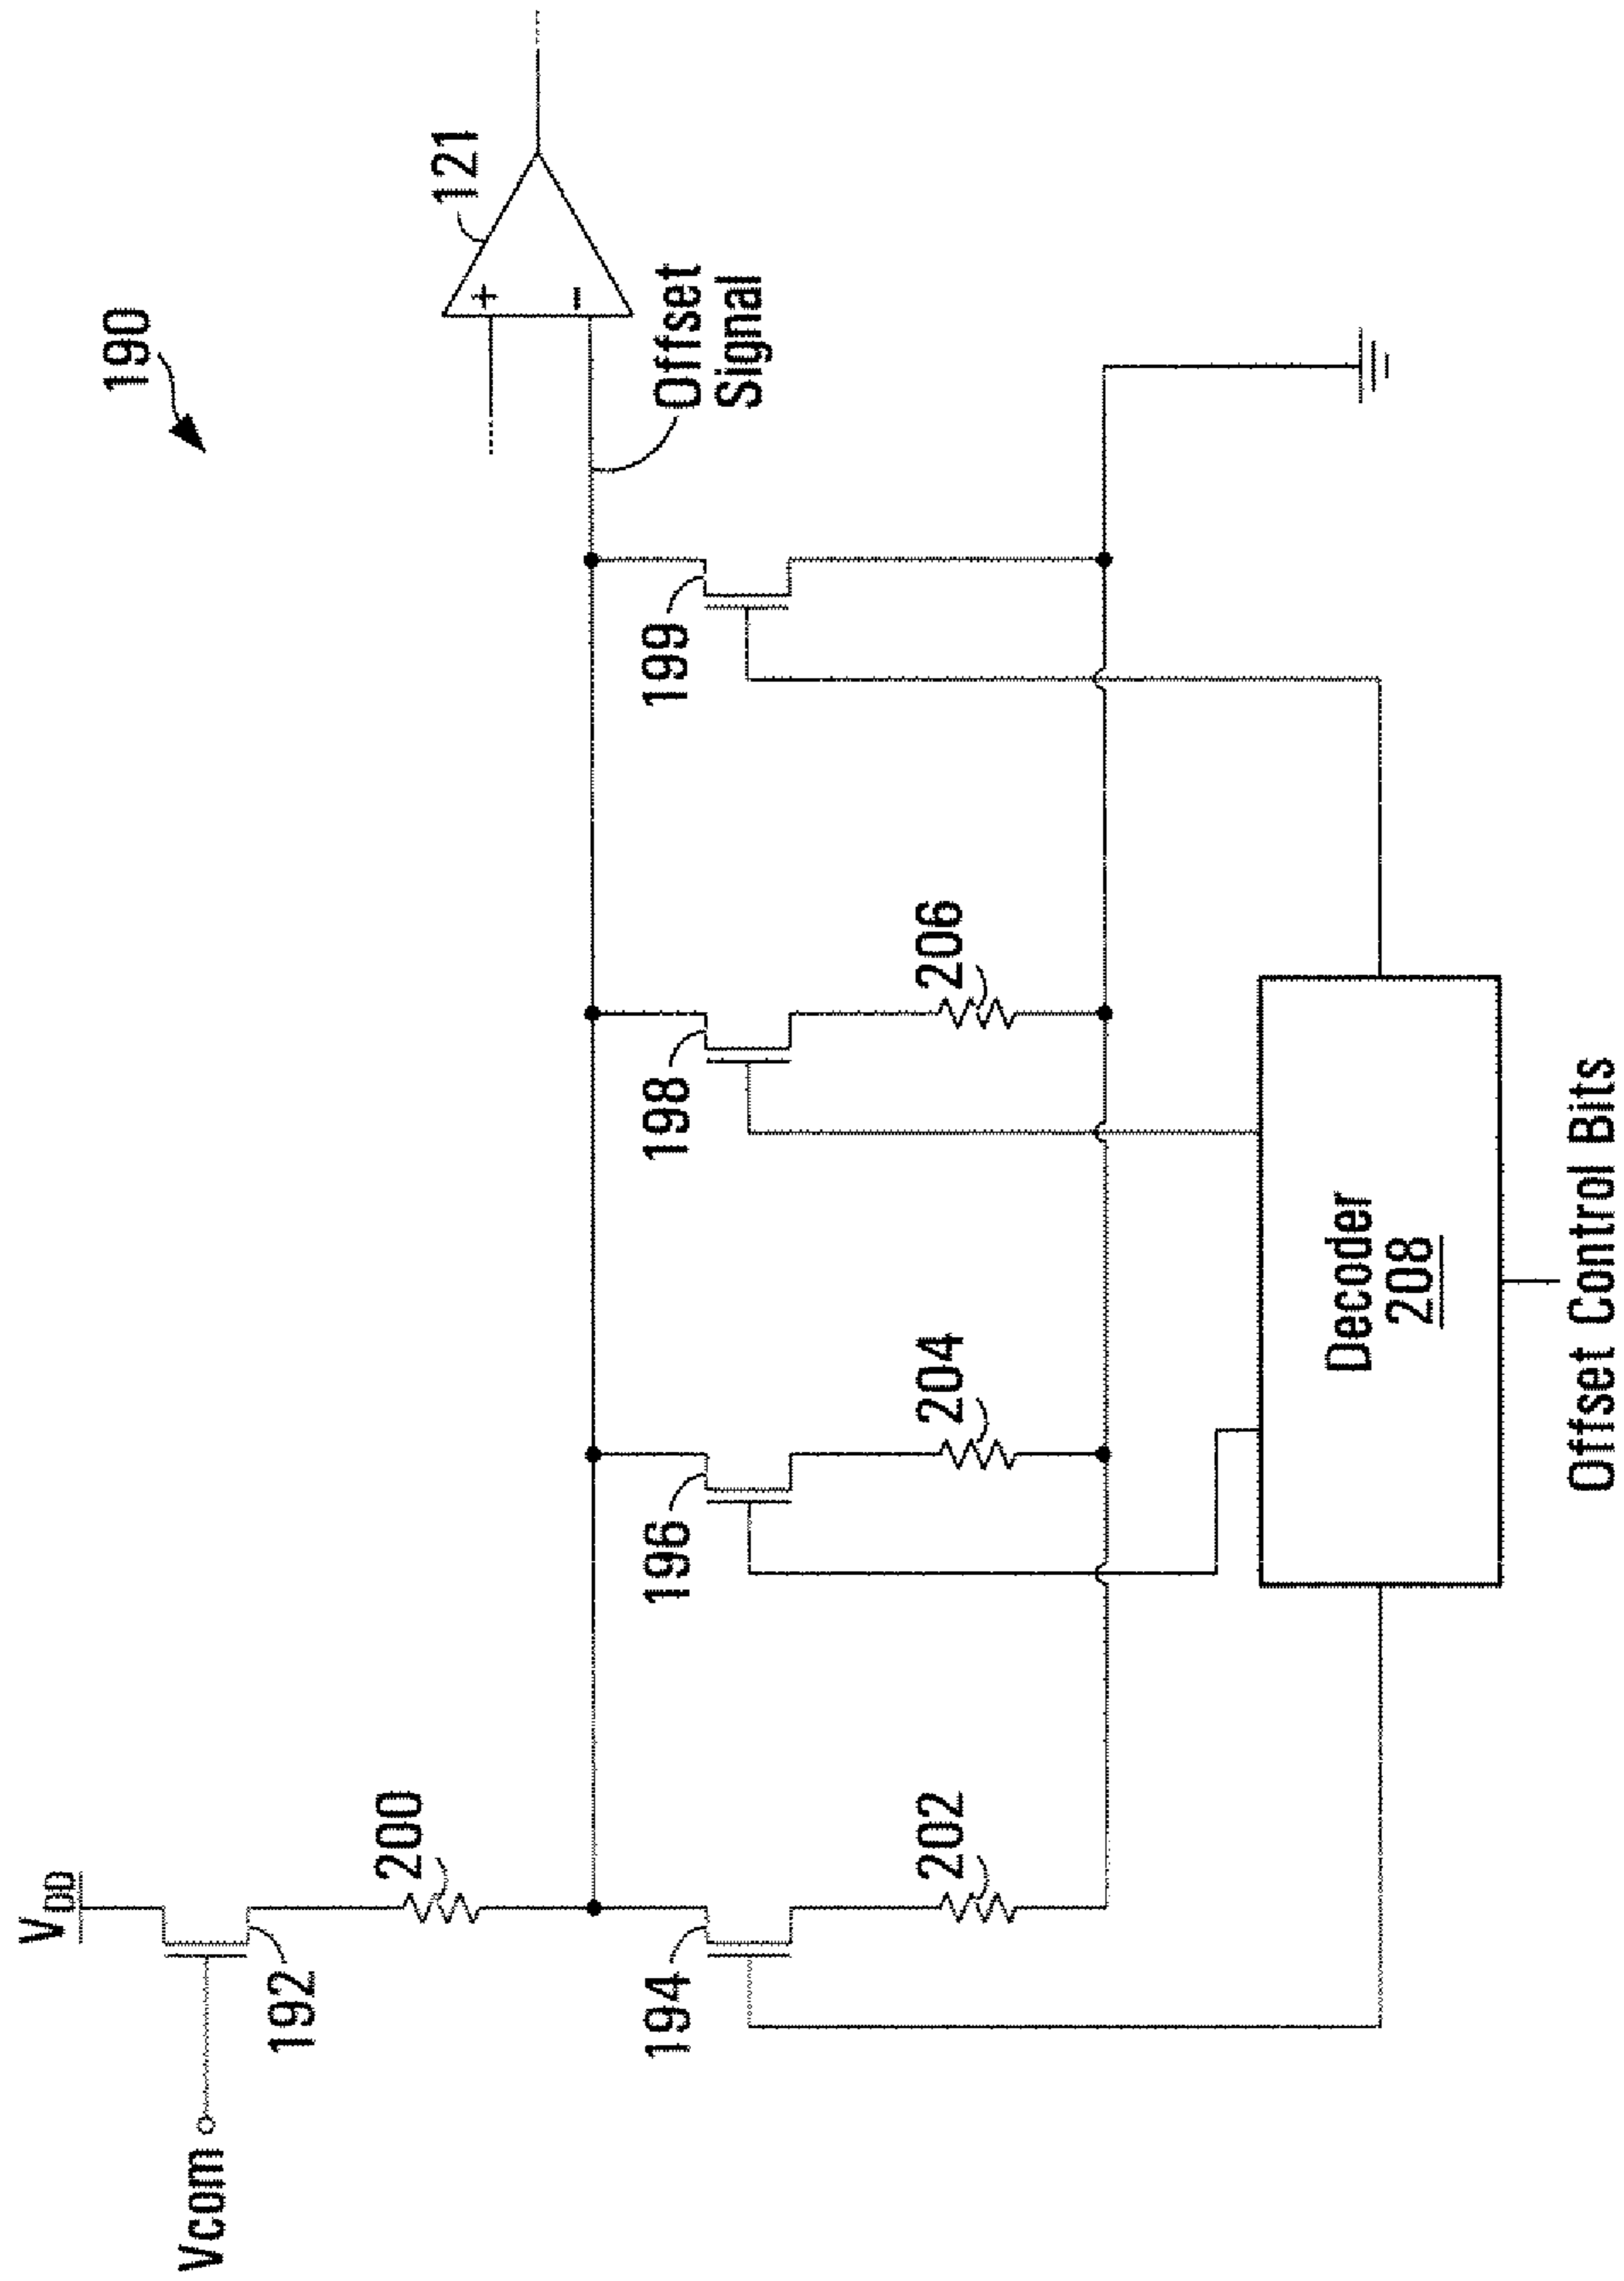 190
121
+
-
Offset
Signal
VDD
Vcom
192
200
194
196
198
199
202
204
206
Decoder
208
Offset Control Bits